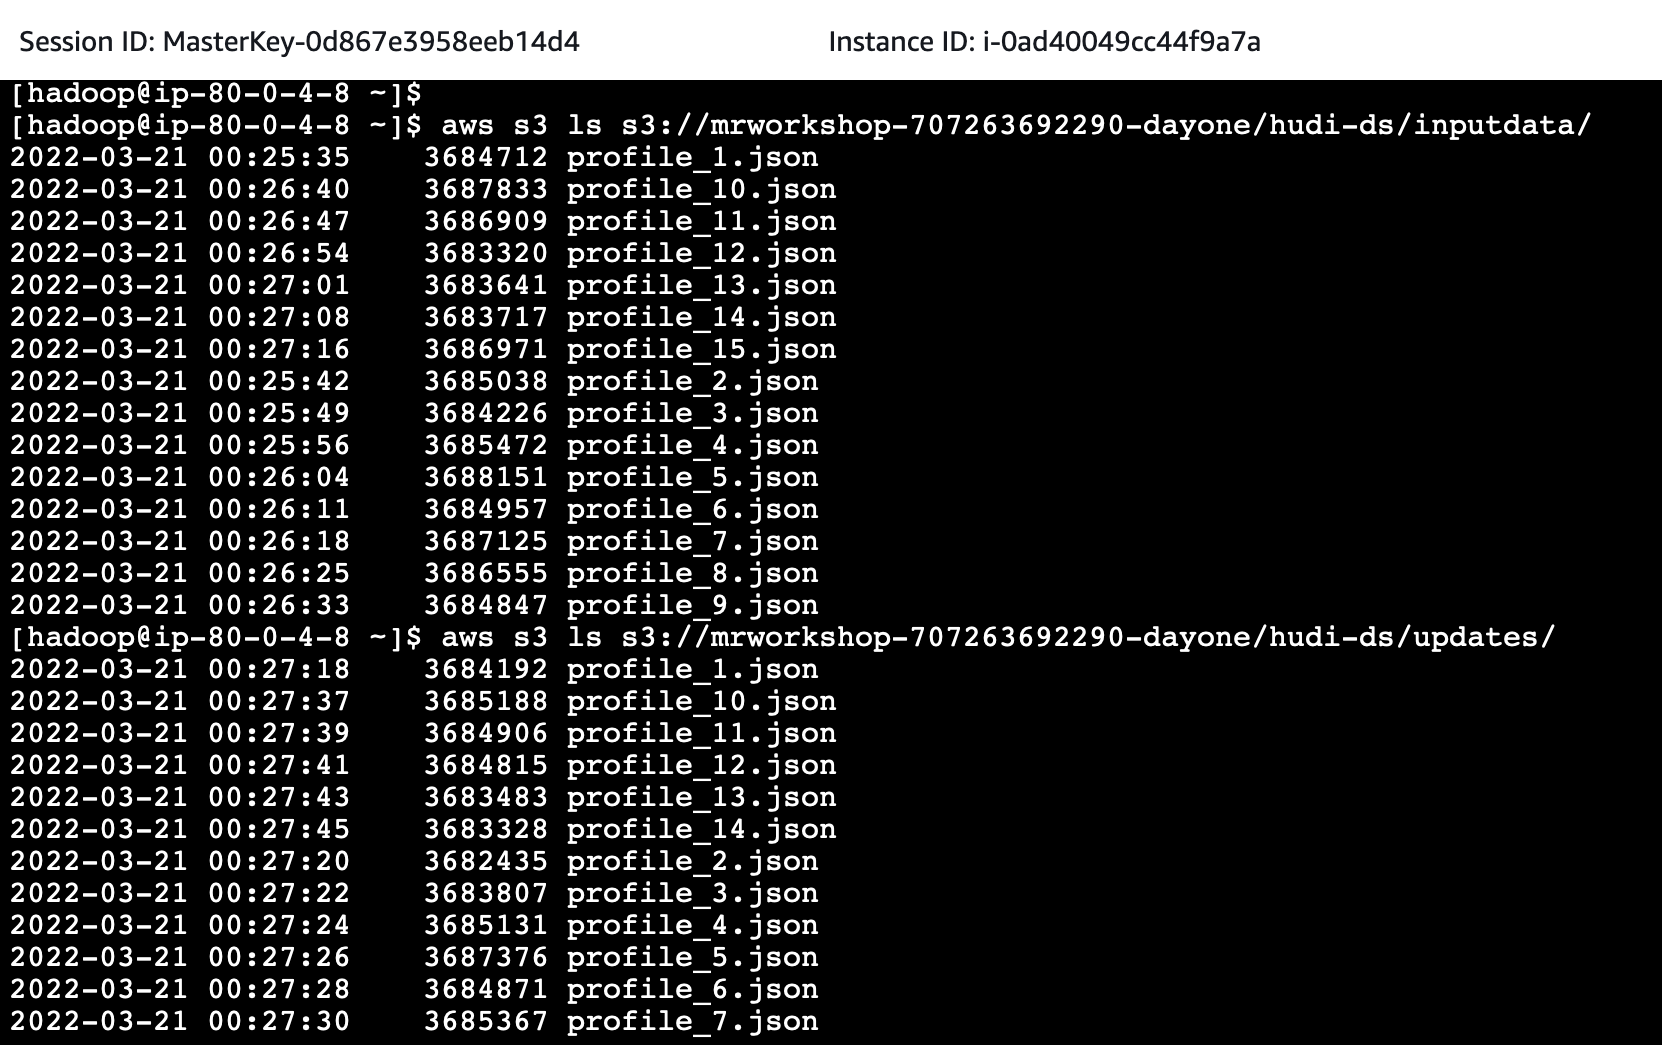 Session ID: MasterKey-0d867e3958eeb14d4 Instance ID: i-0ad40049cc44f9a7a
[hadoop@ip-80-0-4-8 ~]$
[hadoop@ip-80-0-4-8 ~]$ aws s3 ls s3://mrworkshop-707263692290-dayone/hudi-ds/inputdata/
2022-03-21 00:25:35    3684712 profile_1.json
2022-03-21 00:26:40    3687833 profile_10.json
2022-03-21 00:26:47    3686909 profile_11.json
2022-03-21 00:26:54    3683320 profile_12.json
2022-03-21 00:27:01    3683641 profile_13.json
2022-03-21 00:27:08    3683717 profile_14.json
2022-03-21 00:27:16    3686971 profile_15.json
2022-03-21 00:25:42    3685038 profile_2.json
2022-03-21 00:25:49    3684226 profile_3.json
2022-03-21 00:25:56    3685472 profile_4.json
2022-03-21 00:26:04    3688151 profile_5.json
2022-03-21 00:26:11    3684957 profile_6.json
2022-03-21 00:26:18    3687125 profile_7.json
2022-03-21 00:26:25    3686555 profile_8.json
2022-03-21 00:26:33    3684847 profile_9.json
[hadoop@ip-80-0-4-8 ~]$ aws s3 ls s3://mrworkshop-707263692290-dayone/hudi-ds/updates/
2022-03-21 00:27:18    3684192 profile_1.json
2022-03-21 00:27:37    3685188 profile_10.json
2022-03-21 00:27:39    3684906 profile_11.json
2022-03-21 00:27:41    3684815 profile_12.json
2022-03-21 00:27:43    3683483 profile_13.json
2022-03-21 00:27:45    3683328 profile_14.json
2022-03-21 00:27:20    3682435 profile_2.json
2022-03-21 00:27:22    3683807 profile_3.json
2022-03-21 00:27:24    3685131 profile_4.json
2022-03-21 00:27:26    3687376 profile_5.json
2022-03-21 00:27:28    3684871 profile_6.json
2022-03-21 00:27:30    3685367 profile_7.json